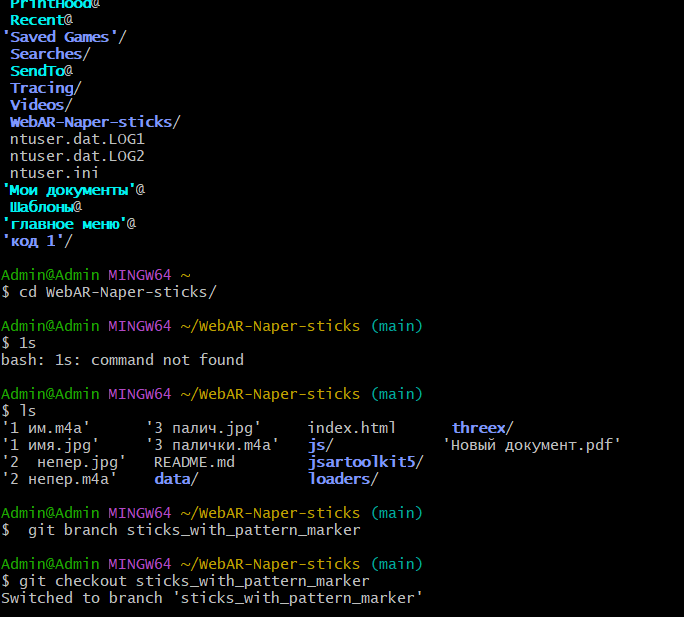 PrintHood@
Recent@
'Saved Games'/
Searches/
SendTo@
Tracing/
Videos/
WebAR-Naper-sticks/
ntuser.dat.LOG1
ntuser.dat.LOG2
ntuser.ini
'Мои документы'@
Шаблоны@
'главное меню'@
'код 1'/
Admin@Admin MINGW64 ~
$ cd WebAR-Naper-sticks/
Admin@Admin MINGW64 ~/WebAR-Naper-sticks (main)
$ 1s
bash: 1s: command not found
Admin@Admin MINGW64 ~/WebAR-Naper-sticks (main)
$ ls
'1 им.m4a' '3 палич.jpg' index.html threex/
'1 имя.jpg' '3 палички.m4a' js/ 'Новый документ.pdf'
'2  непер.jpg' README.md jsartoolkit5/
'2 непер.m4a' data/ loaders/
Admin@Admin MINGW64 ~/WebAR-Naper-sticks (main)
$  git branch sticks_with_pattern_marker
Admin@Admin MINGW64 ~/WebAR-Naper-sticks (main)
$ git checkout sticks_with_pattern_marker
Switched to branch 'sticks_with_pattern_marker'